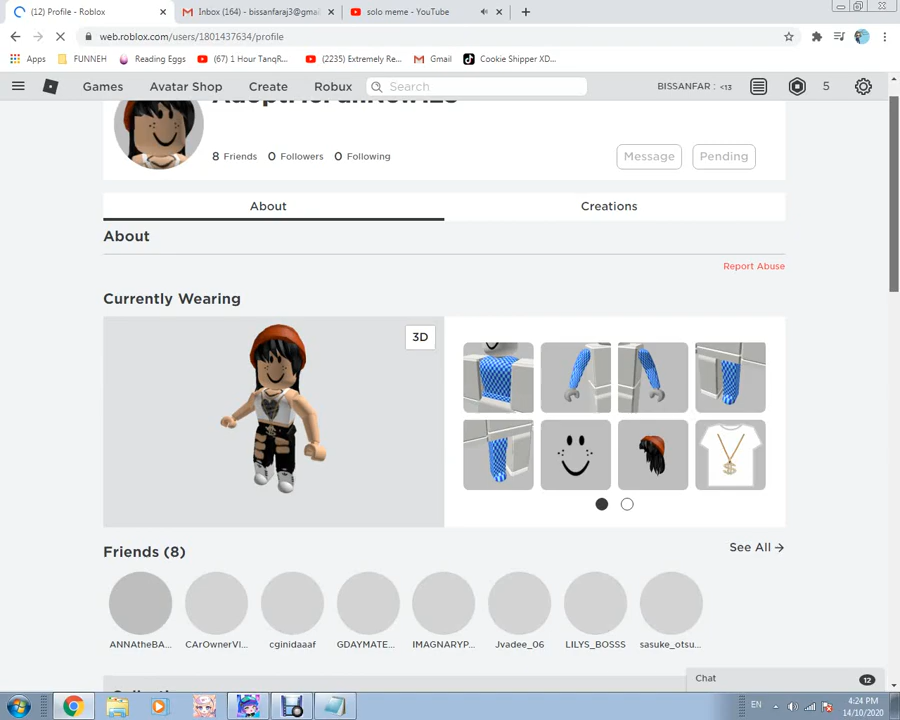 (12) Profile - Roblox
Inbox (164) - bissanfaraj3@gmai
solo meme - YouTube
web.roblox.com/users/1801437634/profile
Apps
FUNNEH
Reading Eggs
(67) 1 Hour TanqR...
(2235) Extremely Re...
Gmail
Cookie Shipper XD...
Games
Avatar Shop
Create
Robux
Search
BISSANFAR: <13
5
8 Friends
0 Followers
0 Following
Message
Pending
About
Creations
About
Report Abuse
Currently Wearing
3D
Friends (8)
See All →
ANNAtheBA...
CArOwnerVI...
cginidaaaf
GDAYMATE...
IMAGNARYP...
Jvadee_06
LILYS_BOSSS
sasuke_otsu...
Chat
12
EN
4:24 PM
14/10/2020